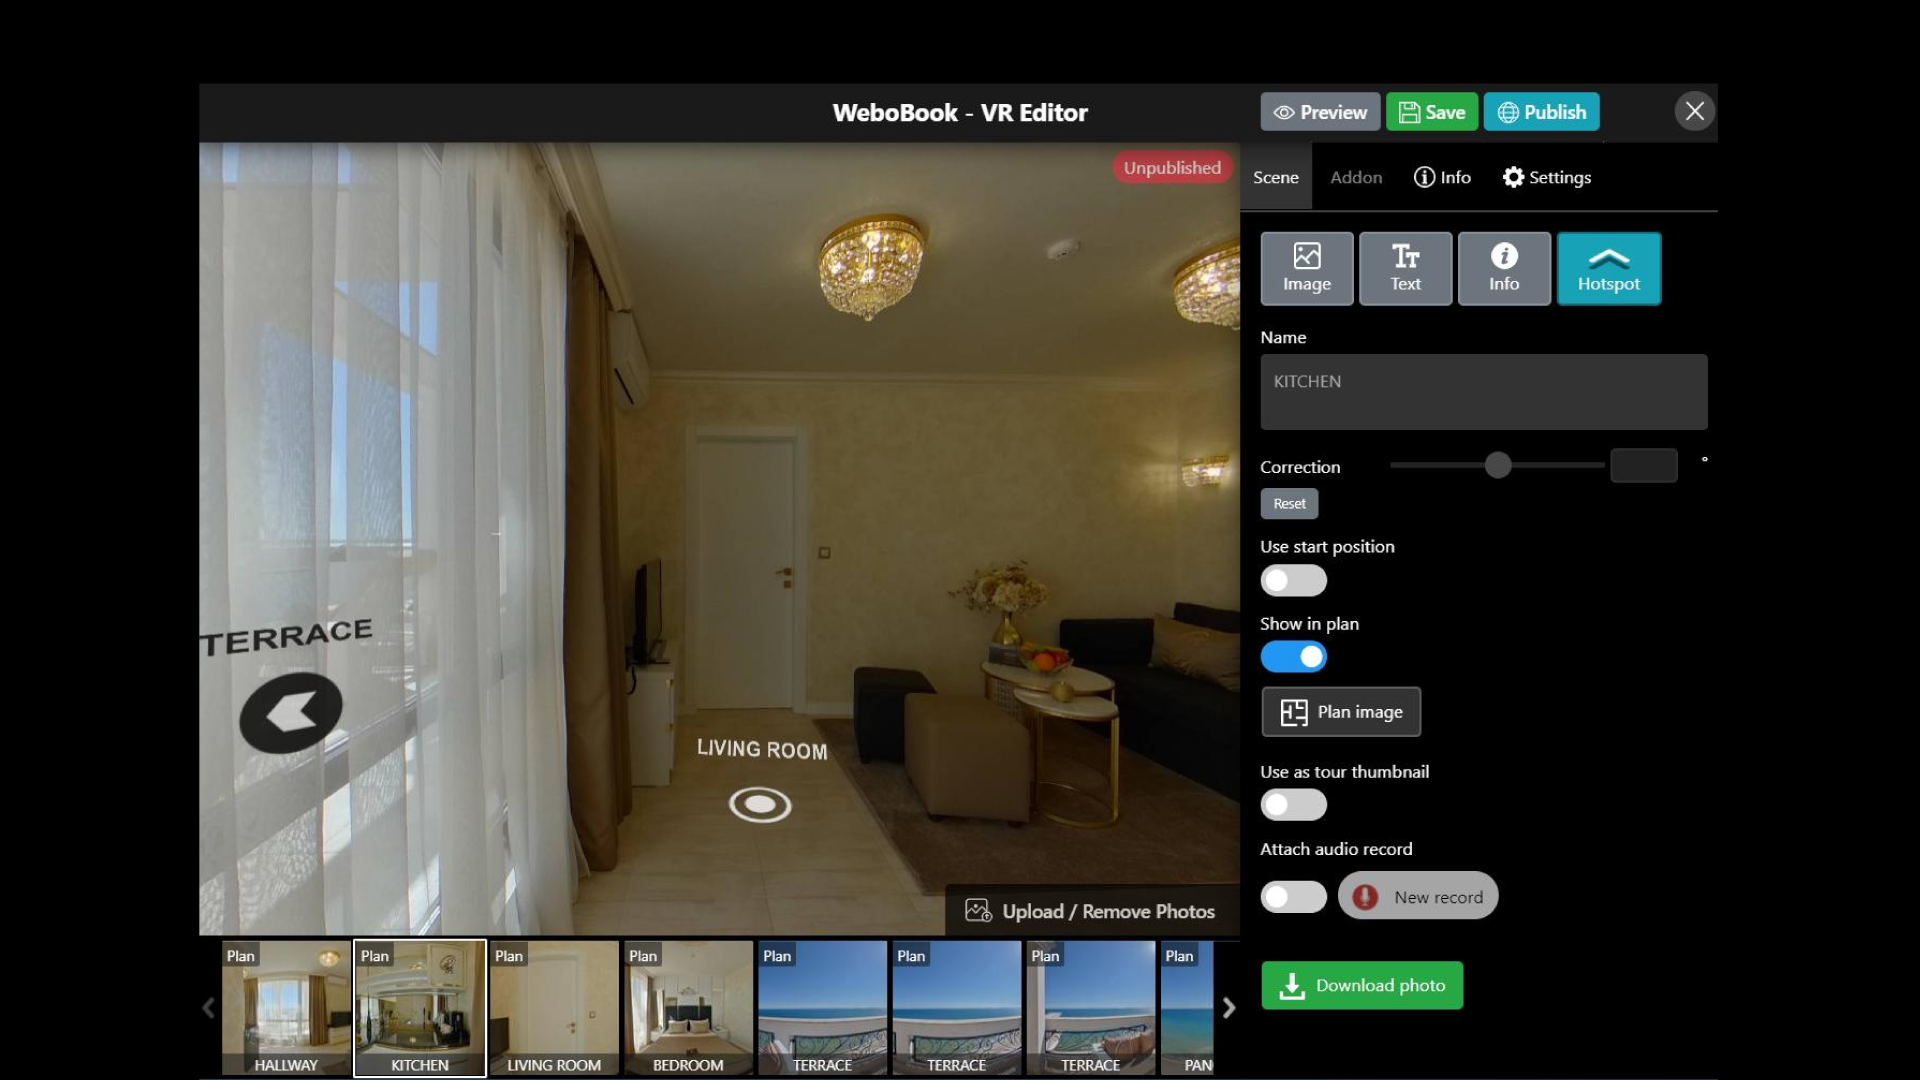 WeboBook - VR Editor
Preview
Save
Publish
Unpublished
Scene
Addon
Info
Settings
Image
Text
Info
Hotspot
Name
KITCHEN
Correction
°
Reset
Use start position
Show in plan
Plan image
Use as tour thumbnail
Attach audio record
New record
Download photo
TERRACE
LIVING ROOM
Upload / Remove Photos
Plan
HALLWAY
Plan
KITCHEN
Plan
LIVING ROOM
Plan
BEDROOM
Plan
TERRACE
Plan
TERRACE
Plan
TERRACE
Plan
PAN